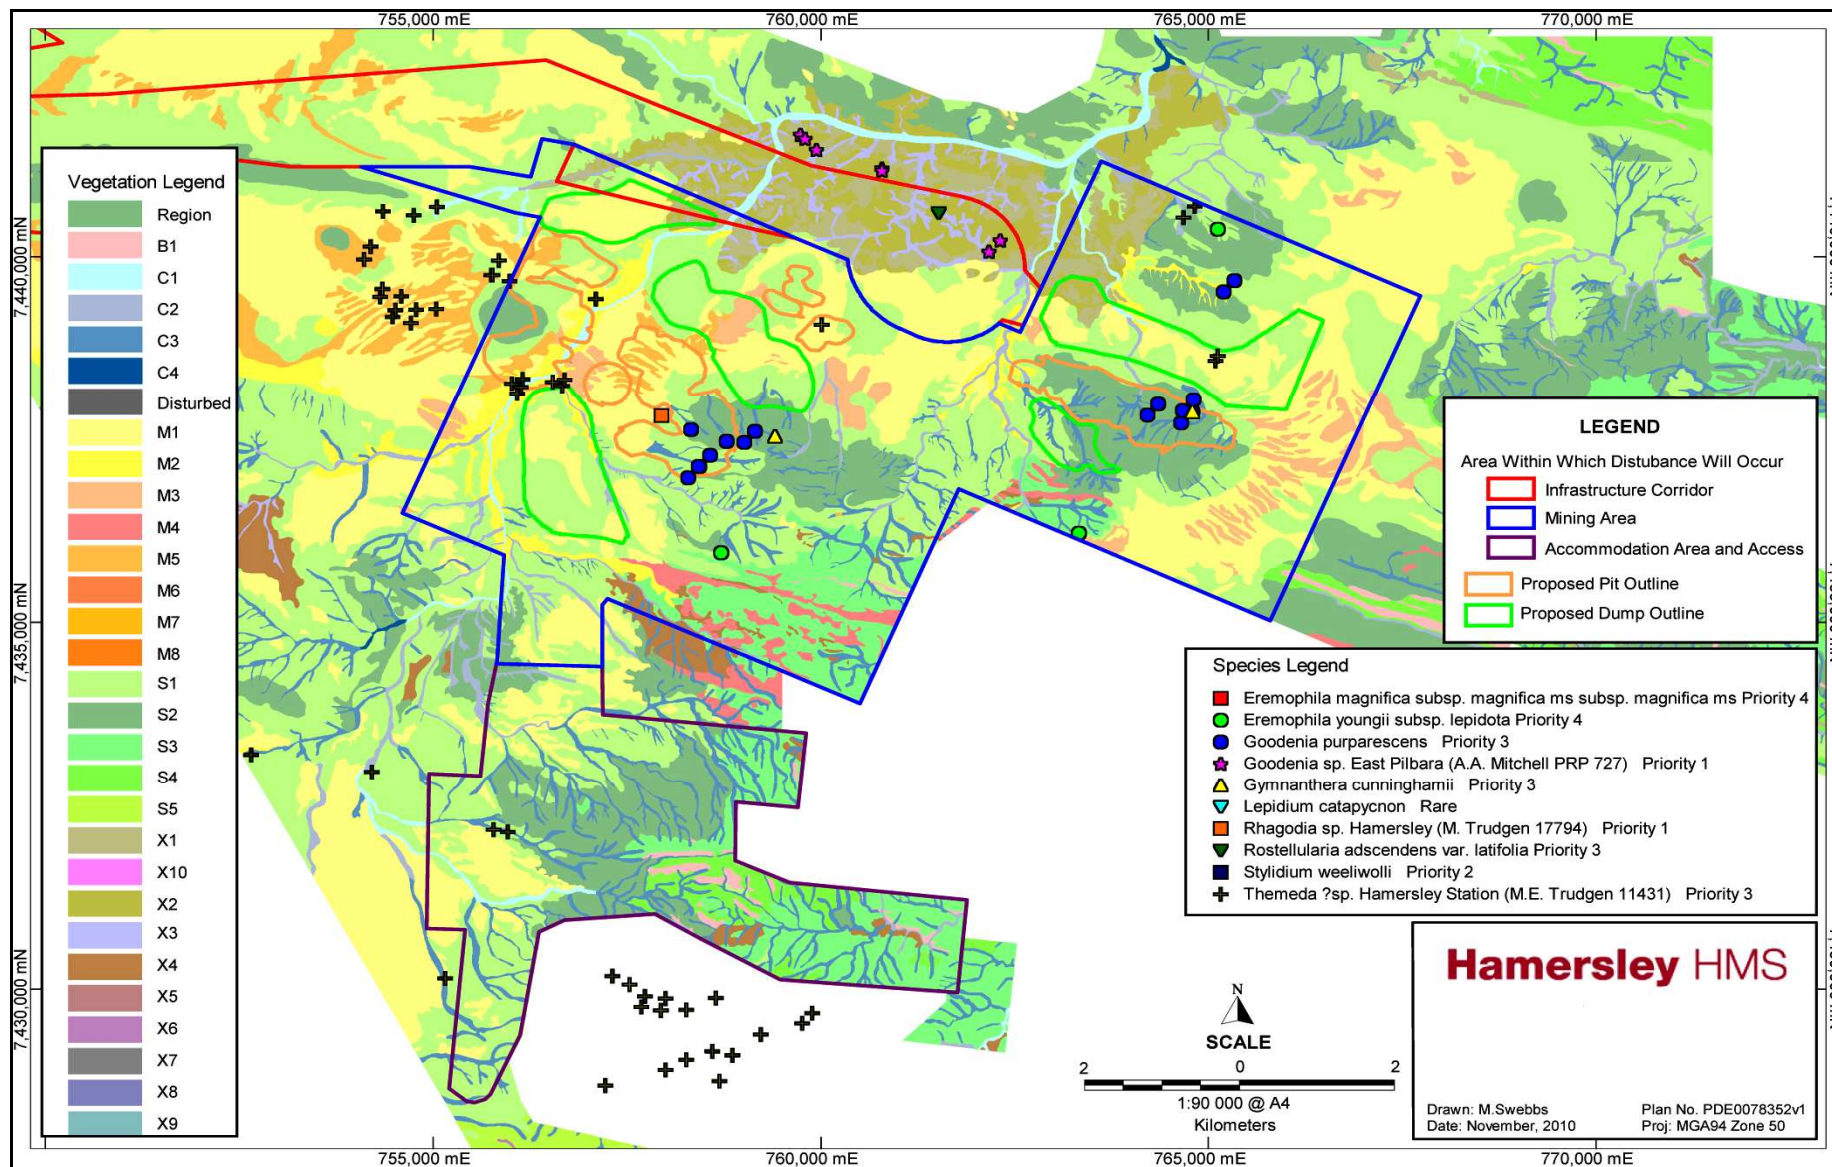 755,000 mE
760,000 mE
765,000 mE
770,000 mE
7,440,000 mN
7,435,000 mN
7,430,000 mN
Vegetation Legend
Region
B1
C1
C2
C3
C4
Disturbed
M1
M2
M3
M4
M5
M6
M7
M8
S1
S2
S3
S4
S5
X1
X10
X2
X3
X4
X5
X6
X7
X8
X9
LEGEND
Area Within Which Distubance Will Occur
Infrastructure Corridor
Mining Area
Accommodation Area and Access
Proposed Pit Outline
Proposed Dump Outline
Species Legend
Eremophila magnifica subsp. magnifica ms subsp. magnifica ms Priority 4
Eremophila youngii subsp. lepidota Priority 4
Goodenia purparescens Priority 3
Goodenia sp. East Pilbara (A.A. Mitchell PRP 727) Priority 1
Gymnanthera cunninghamii Priority 3
Lepidium catapycnon Rare
Rhagodia sp. Hamersley (M. Trudgen 17794) Priority 1
Rostellularia adscendens var. latifolia Priority 3
Stylidium weeliwolli Priority 2
Themeda ?sp. Hamersley Station (M.E. Trudgen 11431) Priority 3
Hamersley HMS
Drawn: M.Swebbs
Plan No. PDE0078352v1
Date: November, 2010
Proj: MGA94 Zone 50
N
SCALE
2 0 2
1:90 000 @ A4
Kilometers
755,000 mE
760,000 mE
765,000 mE
770,000 mE